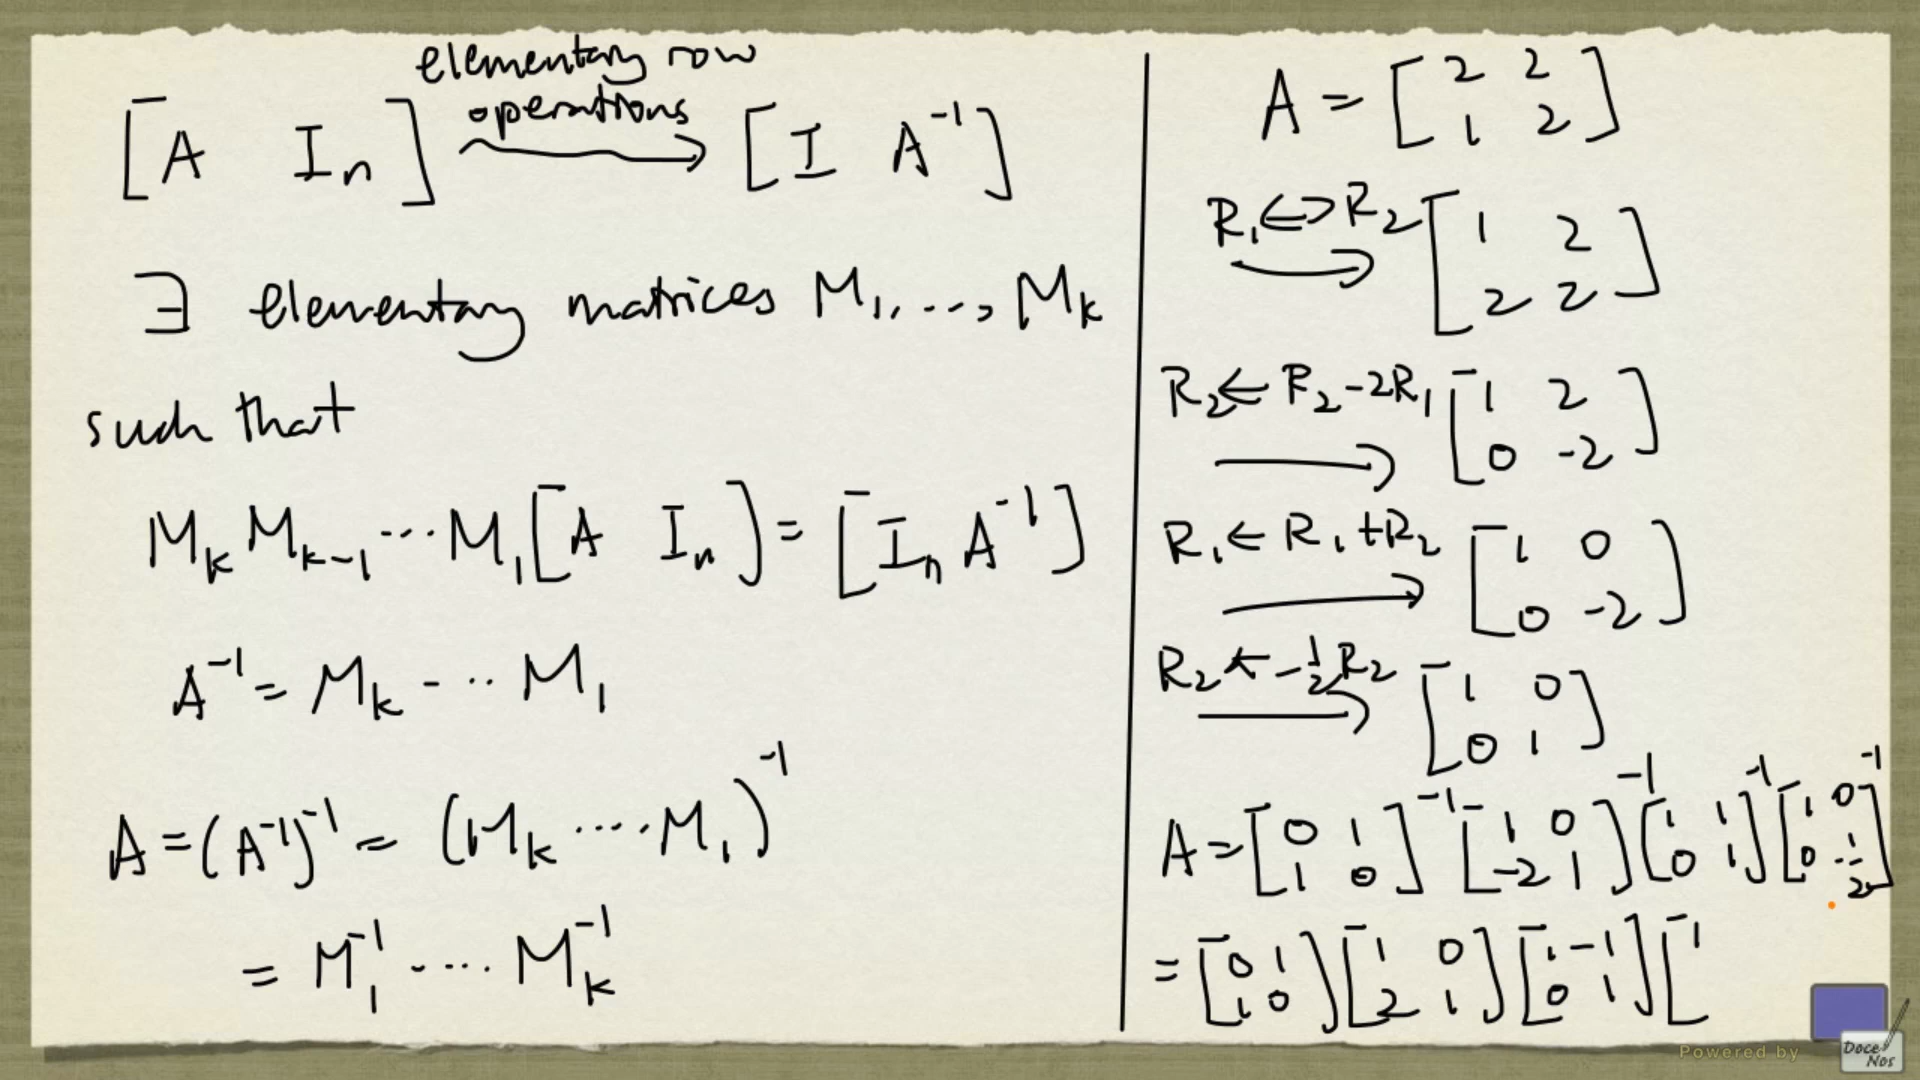 elementary row
operations
[A I_n] → [I A^{-1}]
∃ elementary matrices M_1, ..., M_k
such that
M_k M_{k-1} ... M_1 [A I_n] = [I_n A^{-1}]
A^{-1} = M_k ... M_1
A = (A^{-1})^{-1} = (M_k .... M_1)^{-1}
= M_1^{-1} .... M_k^{-1}
A = [2 2
1 2]
R_1 <-> R_2 → [1 2
2 2]
R_2 ← R_2 - 2R_1 → [1 2
0 -2]
R_1 ← R_1 + R_2 → [1 0
0 -2]
R_2 ← -1/2 R_2 → [1 0
0 1]
A = [0 1; 1 0]^{-1} [1 0; -2 1]^{-1} [1 1; 0 1]^{-1} [1 0; 0 -1/2]^{-1}
= [0 1; 1 0] [1 0; 2 1] [1 -1; 0 1] [1
Powered by
Doce
Nos